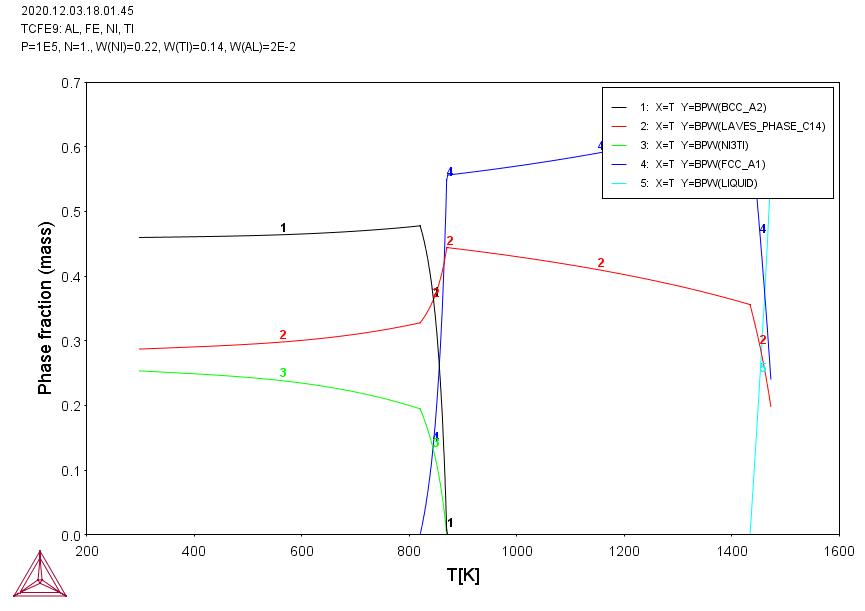 2020.12.03.18.01.45
TCFE9: AL, FE, NI, TI
P=1E5, N=1., W(NI)=0.22, W(TI)=0.14, W(AL)=2E-2
0.7
0.6
0.5
0.4
0.3
0.2
0.1
0.0
Phase fraction (mass)
1: X=T Y=BPW(BCC_A2)
2: X=T Y=BPW(LAVES_PHASE_C14)
3: X=T Y=BPW(NI3TI)
4: X=T Y=BPW(FCC_A1)
5: X=T Y=BPW(LIQUID)
4
4
4
1
2
2
2
2
3
4
3
5
1
200 400 600 800 1000 1200 1400 1600
T[K]